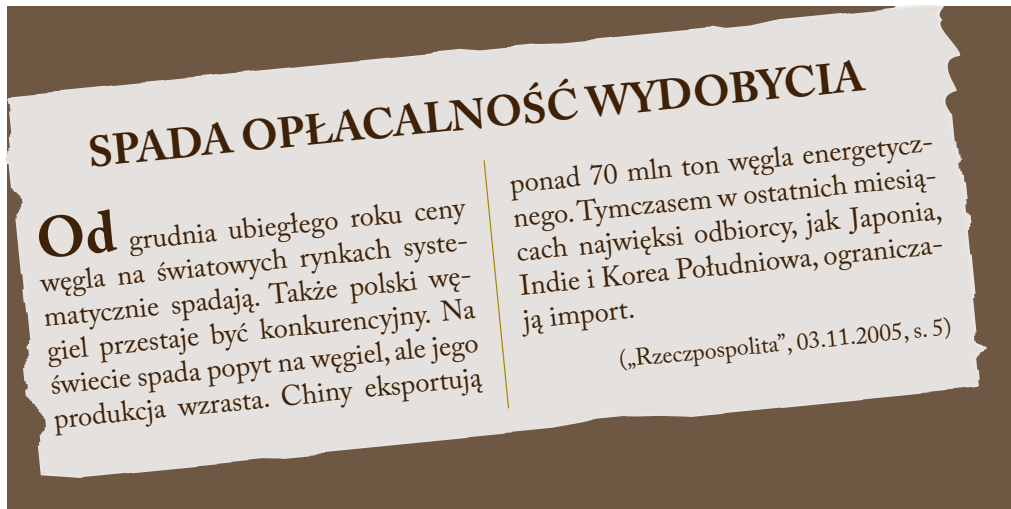 SPADA OPŁACALNOŚĆ WYDOBYCIA
Od grudnia ubiegłego roku ceny
węgla na światowych rynkach syste-
matycznie spadają. Także polski wę-
giel przestaje być konkurencyjny. Na
świecie spada popyt na węgiel, ale jego
produkcja wzrasta. Chiny eksportują
ponad 70 mln ton węgla energetycz-
nego. Tymczasem w ostatnich miesią-
cach najwięksi odbiorcy, jak Japonia,
Indie i Korea Południowa, ogranicza-
ją import.
(„Rzeczpospolita”, 03.11.2005, s. 5)